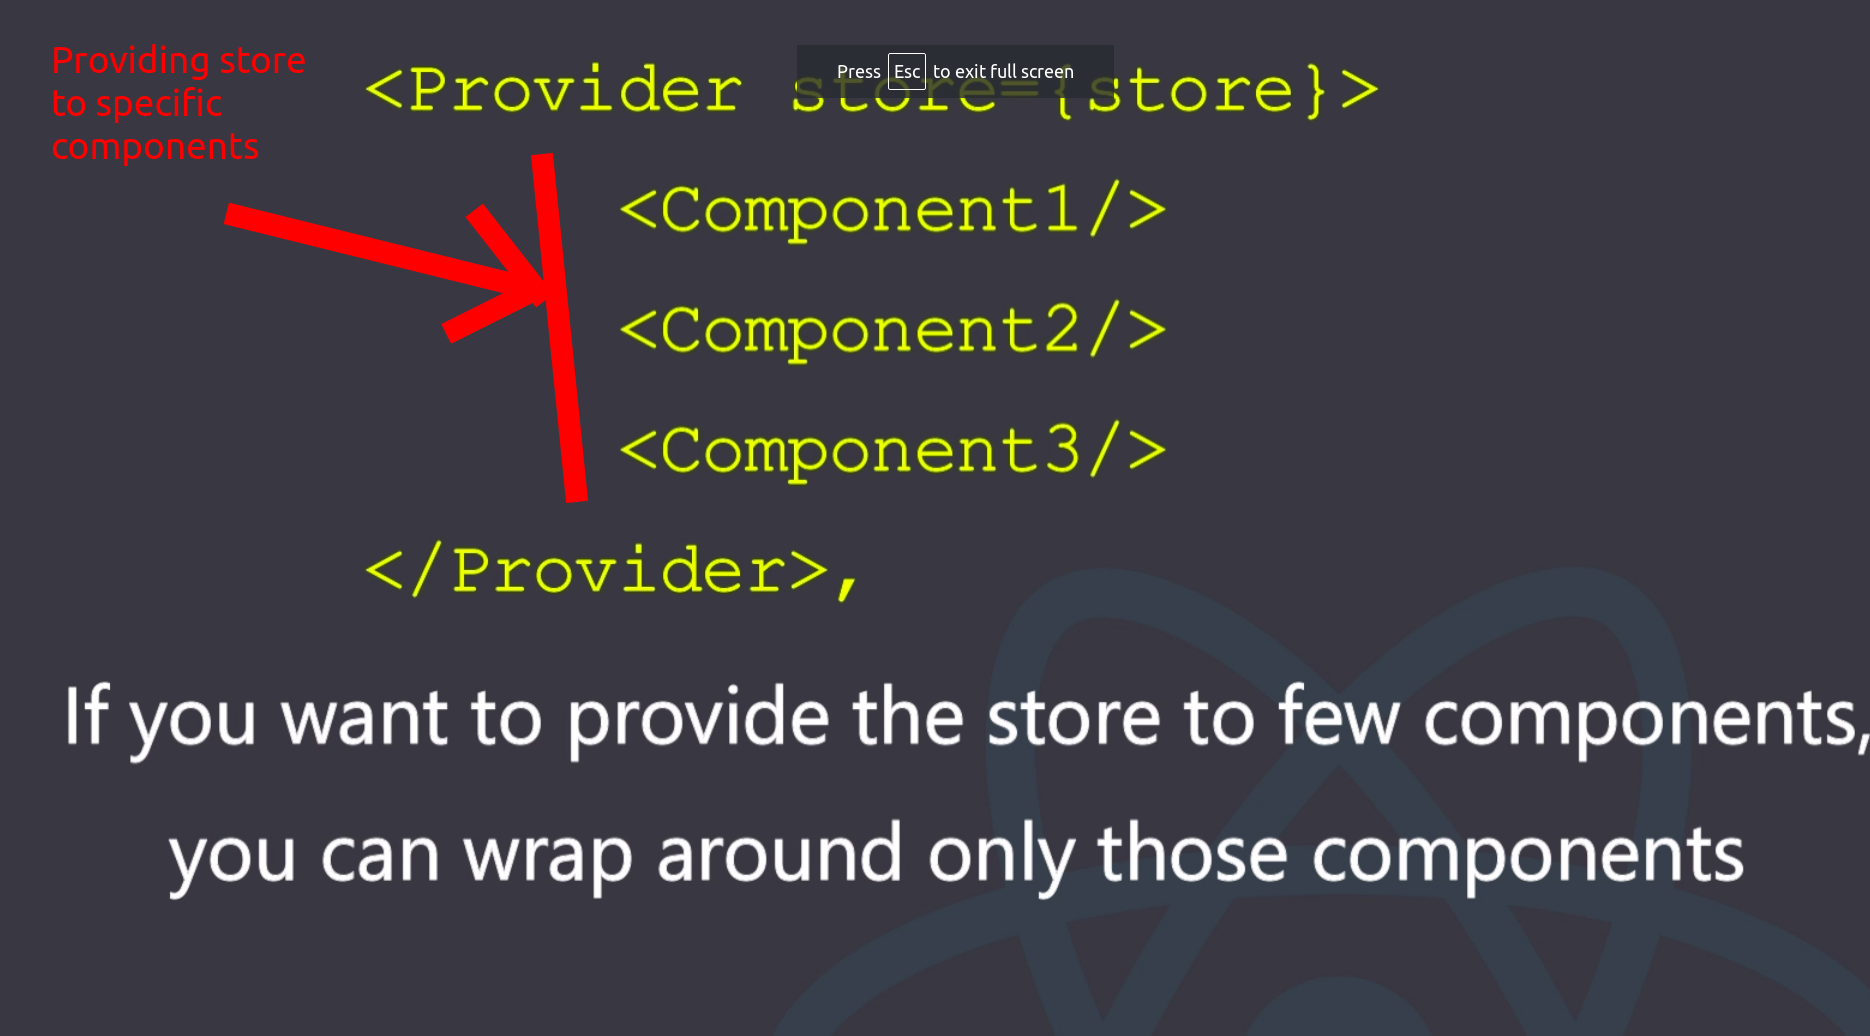 Providing store
to specific
components
Press Esc to exit full screen
<Provider store={store}>
<Component1/>
<Component2/>
<Component3/>
</Provider>,
If you want to provide the store to few components,
you can wrap around only those components